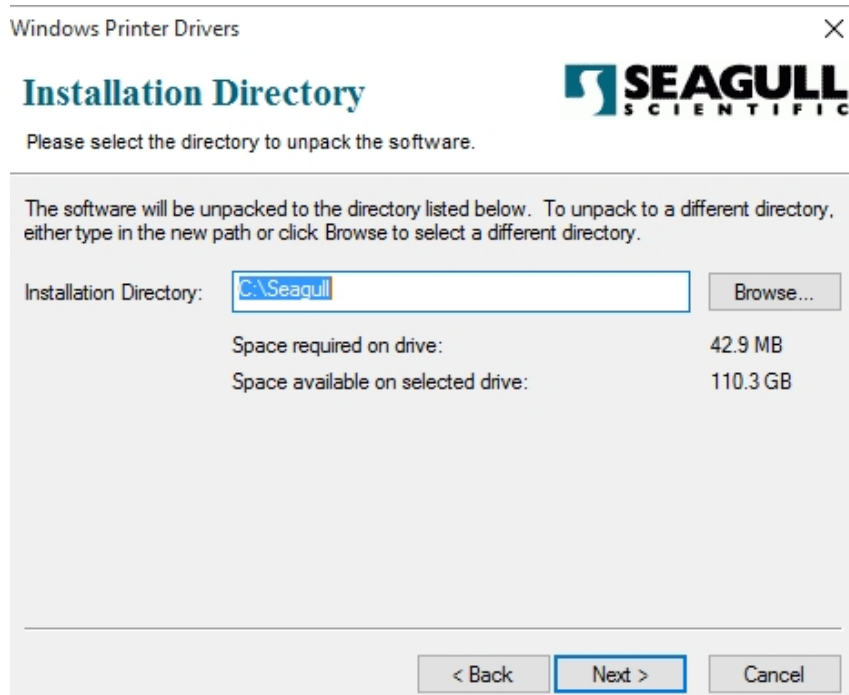 Windows Printer Drivers
Installation Directory
SEAGULL
SCIENTIFIC
Please select the directory to unpack the software.
The software will be unpacked to the directory listed below. To unpack to a different directory,
either type in the new path or click Browse to select a different directory.
Installation Directory: C:\Seagull Browse...
Space required on drive: 42.9 MB
Space available on selected drive: 110.3 GB
< Back Next > Cancel